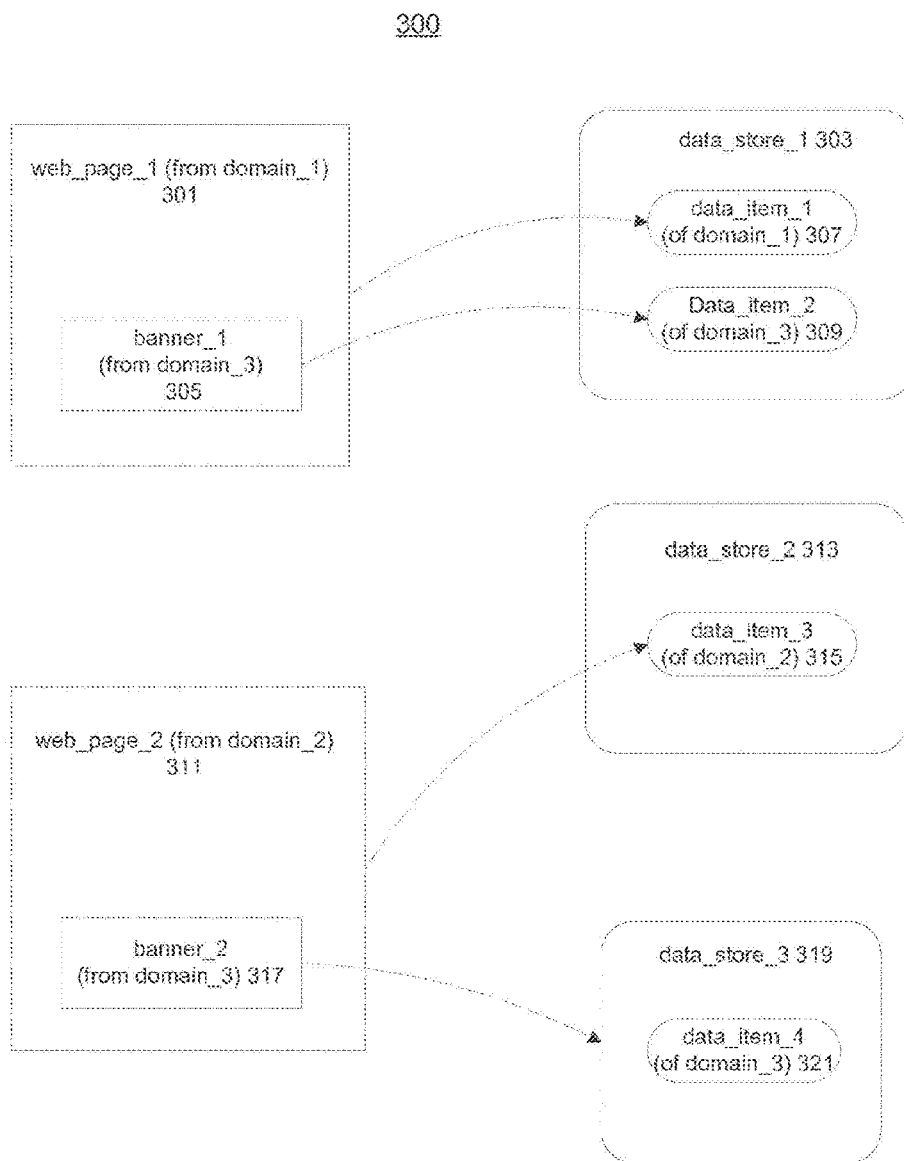 300
web_page_1 (from domain_1)
301
banner_1
(from domain_3)
305
data_store_1 303
data_item_1
(of domain_1) 307
Data_item_2
(of domain_3) 309
data_store_2 313
data_item_3
(of domain_2) 315
web_page_2 (from domain_2)
311
banner_2
(from domain_3) 317
data_store_3 319
data_item_4
(of domain_3) 321